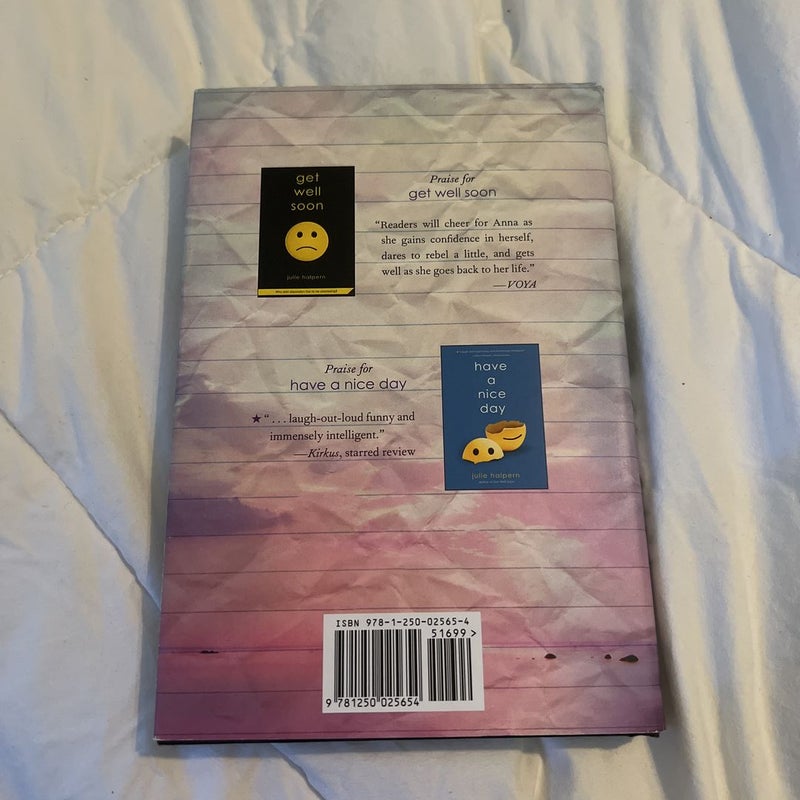 get
well
soon
julie halpern
Praise for
get well soon
“Readers will cheer for Anna as
she gains confidence in herself,
dares to rebel a little, and gets
well as she goes back to her life.”
—VOYA
Praise for
have a nice day
★“ . . . laugh-out-loud funny and
immensely intelligent.”
—Kirkus, starred review
have
a
nice
day
julie halpern
ISBN 978-1-250-02565-4
51699>
9 781250 025654